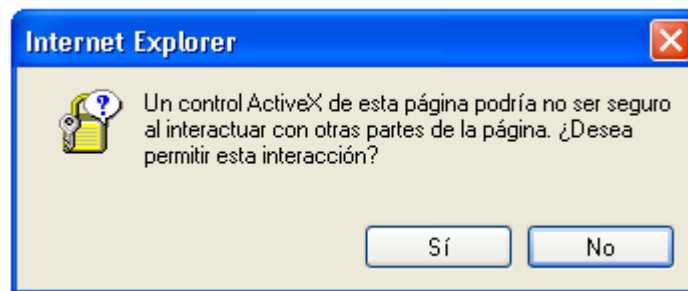 Internet Explorer
Un control ActiveX de esta página podría no ser seguro
al interactuar con otras partes de la página. ¿Desea
permitir esta interacción?
Sí No